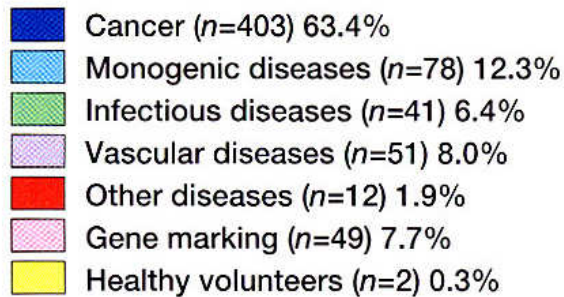 Cancer (n=403) 63.4%
Monogenic diseases (n=78) 12.3%
Infectious diseases (n=41) 6.4%
Vascular diseases (n=51) 8.0%
Other diseases (n=12) 1.9%
Gene marking (n=49) 7.7%
Healthy volunteers (n=2) 0.3%